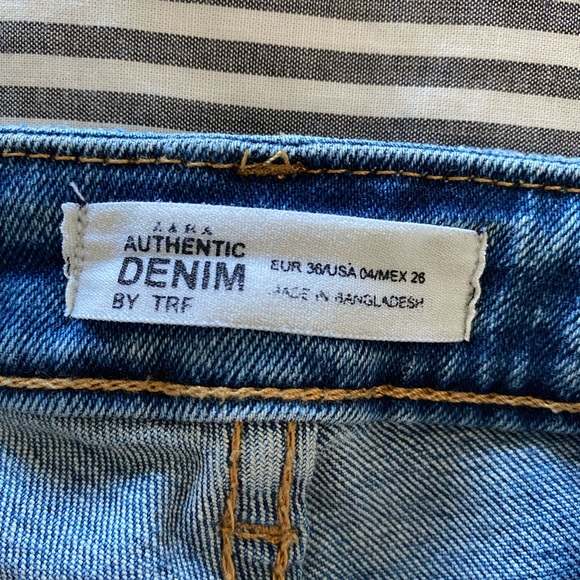 ZARA
AUTHENTIC
DENIM
BY TRF
EUR 36/USA 04/MEX 26
MADE IN BANGLADESH